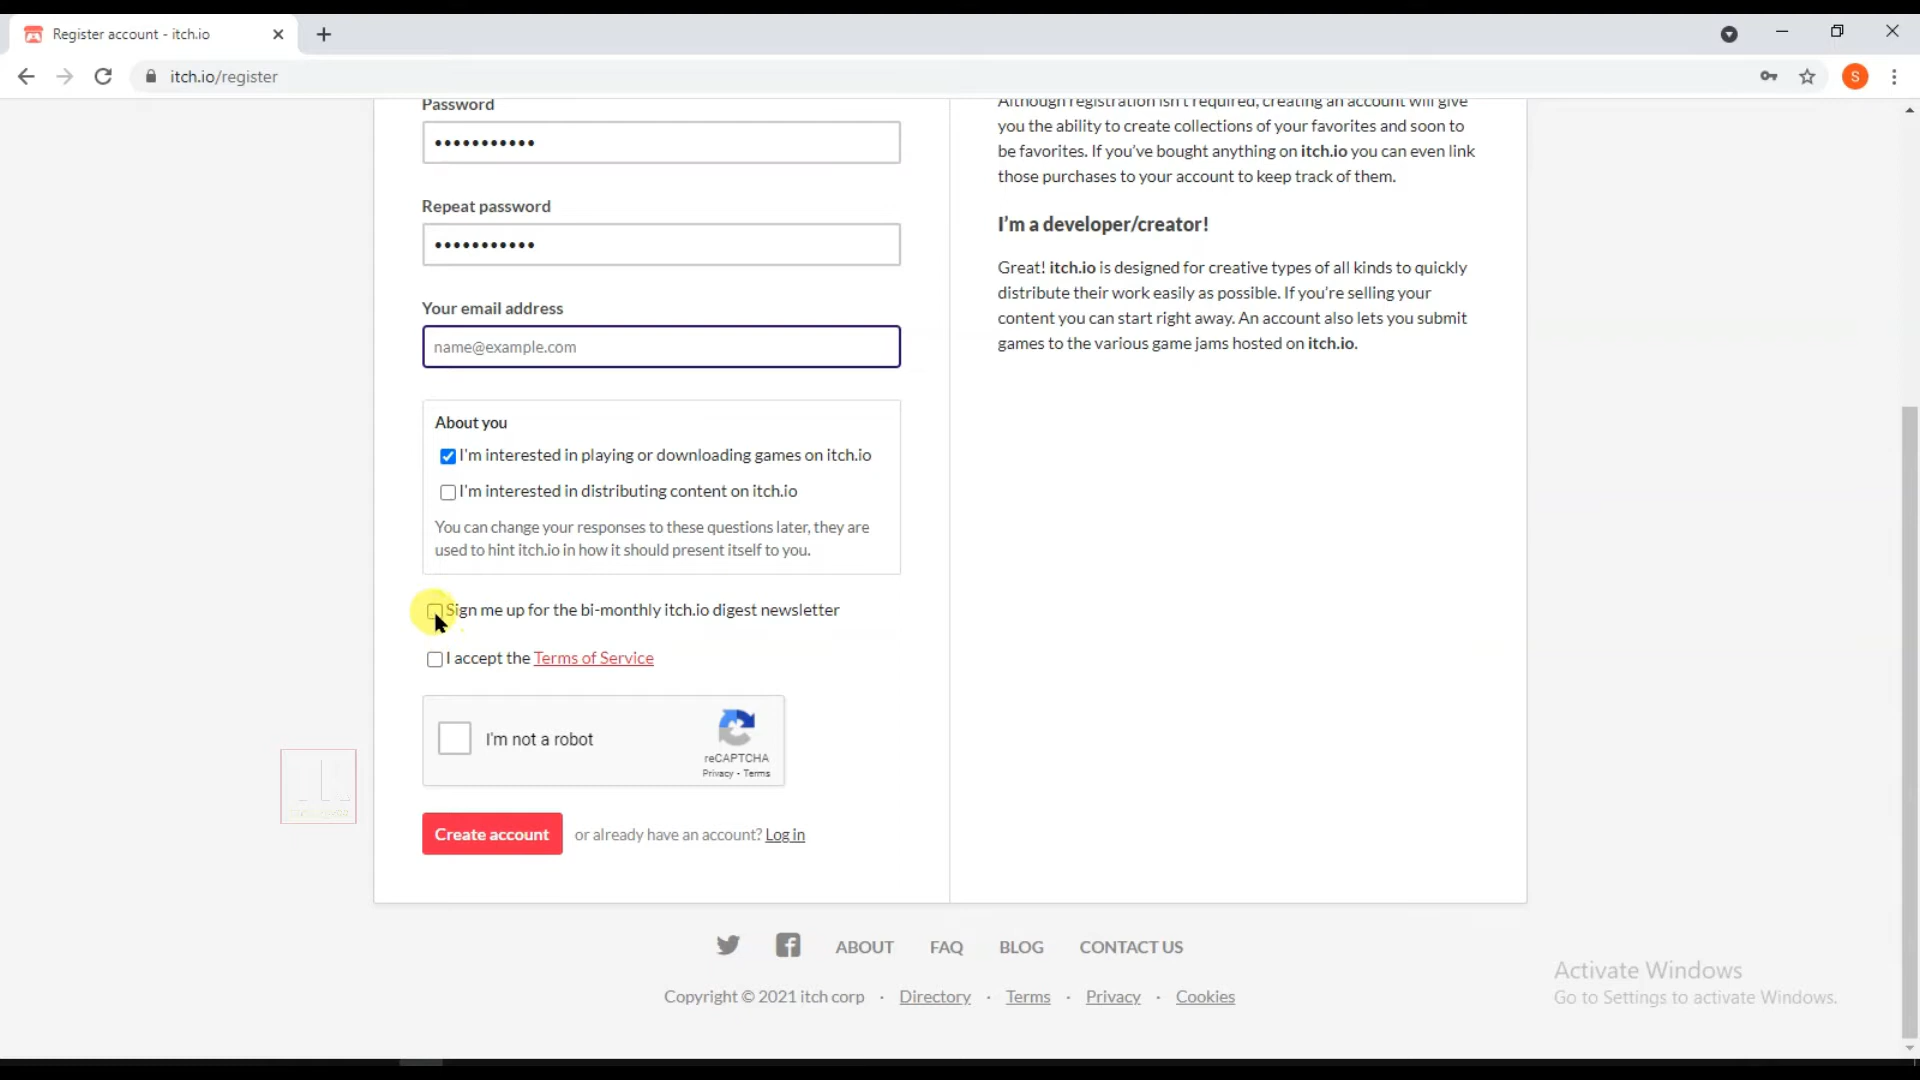 Register account - itch.io
S
itch.io/register
Password
•••••••••••
Repeat password
•••••••••••
Your email address
name@example.com
About you
I'm interested in playing or downloading games on itch.io
I'm interested in distributing content on itch.io
You can change your responses to these questions later, they are
used to hint itch.io in how it should present itself to you.
Sign me up for the bi-monthly itch.io digest newsletter
I accept the Terms of Service
I'm not a robot
reCAPTCHA
Privacy - Terms
Create account or already have an account? Log in
Although registration isn't required, creating an account will give
you the ability to create collections of your favorites and soon to
be favorites. If you've bought anything on itch.io you can even link
those purchases to your account to keep track of them.
I'm a developer/creator!
Great! itch.io is designed for creative types of all kinds to quickly
distribute their work easily as possible. If you're selling your
content you can start right away. An account also lets you submit
games to the various game jams hosted on itch.io.
ABOUT FAQ BLOG CONTACT US
Copyright © 2021 itch corp · Directory · Terms · Privacy · Cookies
Activate Windows
Go to Settings to activate Windows.